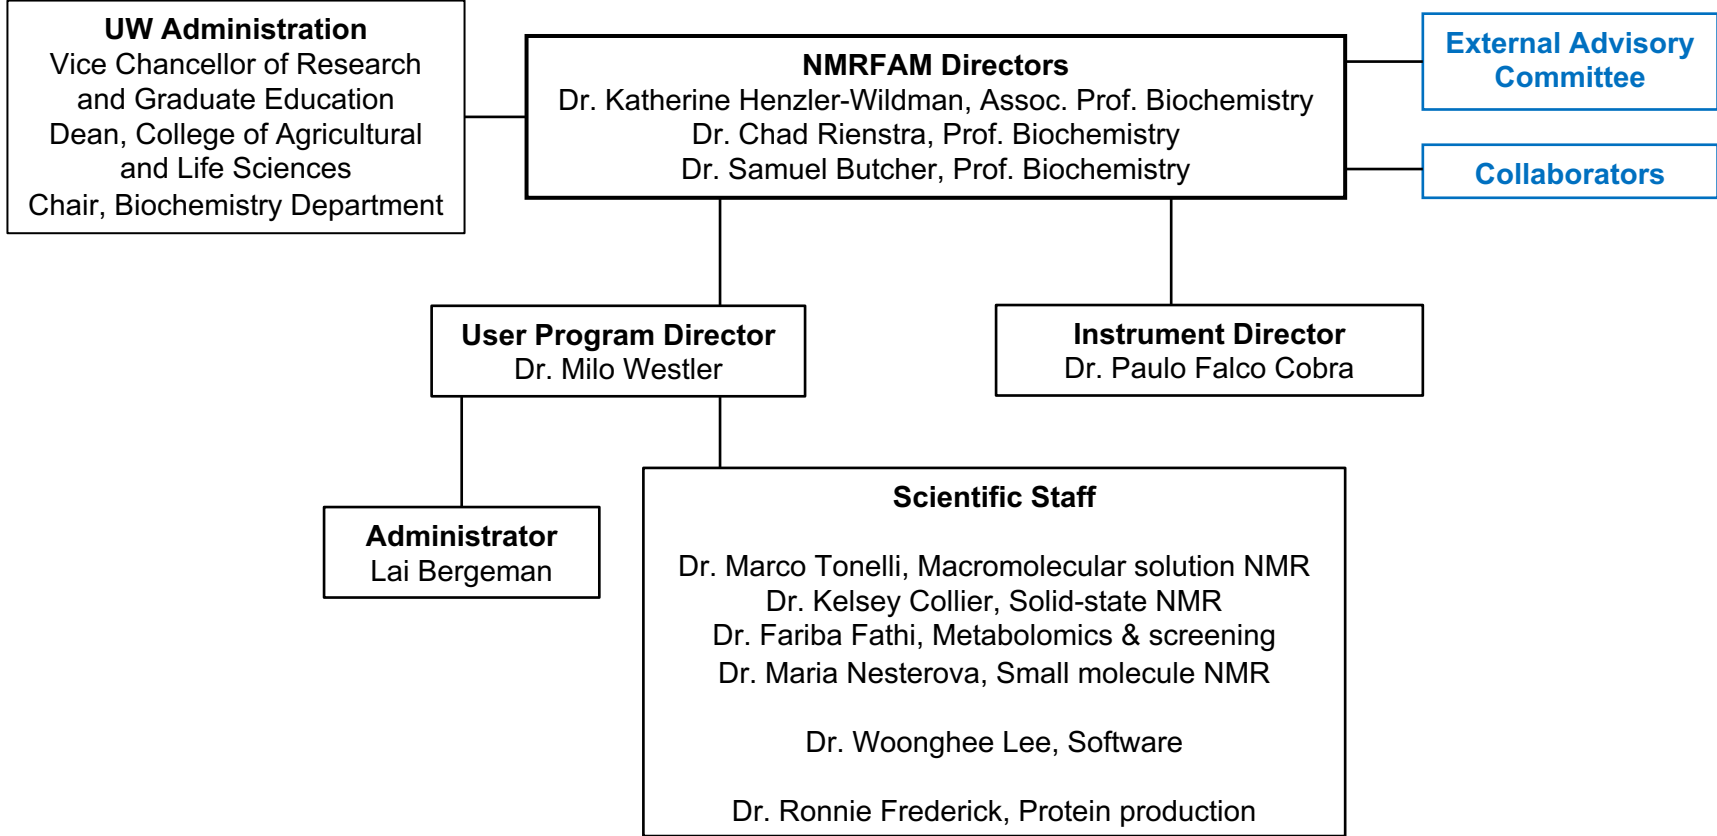 UW Administration
Vice Chancellor of Research
and Graduate Education
Dean, College of Agricultural
and Life Sciences
Chair, Biochemistry Department
NMRFAM Directors
Dr. Katherine Henzler-Wildman, Assoc. Prof. Biochemistry
Dr. Chad Rienstra, Prof. Biochemistry
Dr. Samuel Butcher, Prof. Biochemistry
External Advisory
Committee
Collaborators
User Program Director
Dr. Milo Westler
Instrument Director
Dr. Paulo Falco Cobra
Administrator
Lai Bergeman
Scientific Staff
Dr. Marco Tonelli, Macromolecular solution NMR
Dr. Kelsey Collier, Solid-state NMR
Dr. Fariba Fathi, Metabolomics & screening
Dr. Maria Nesterova, Small molecule NMR
Dr. Woonghee Lee, Software
Dr. Ronnie Frederick, Protein production